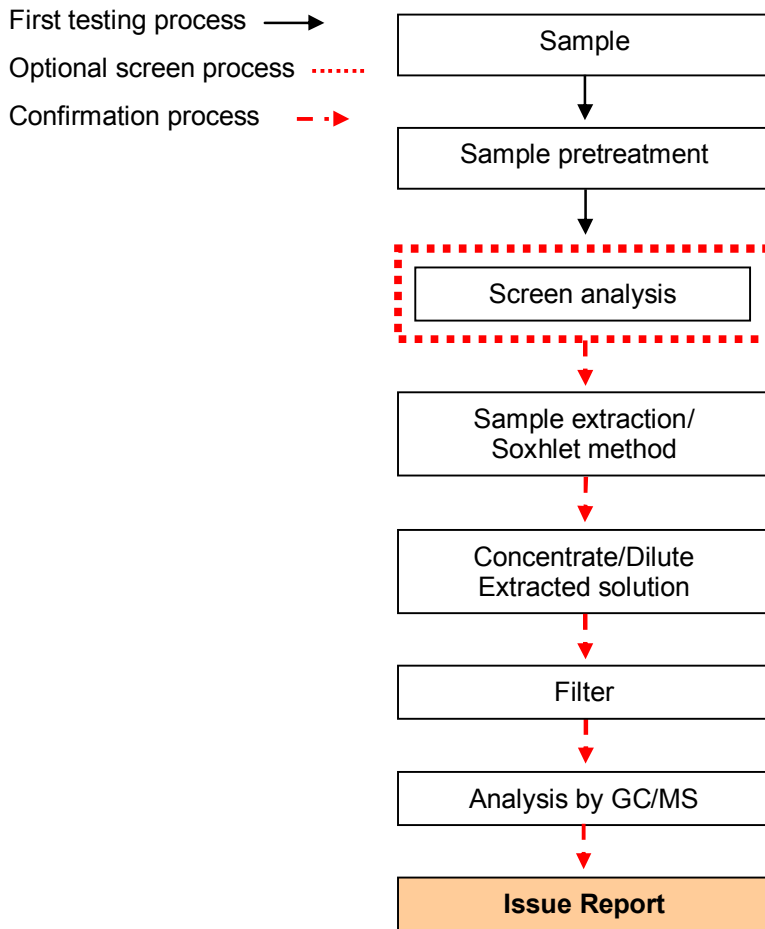 First testing process
Optional screen process
Confirmation process
Sample
Sample pretreatment
Screen analysis
Sample extraction/
Soxhlet method
Concentrate/Dilute
Extracted solution
Filter
Analysis by GC/MS
Issue Report